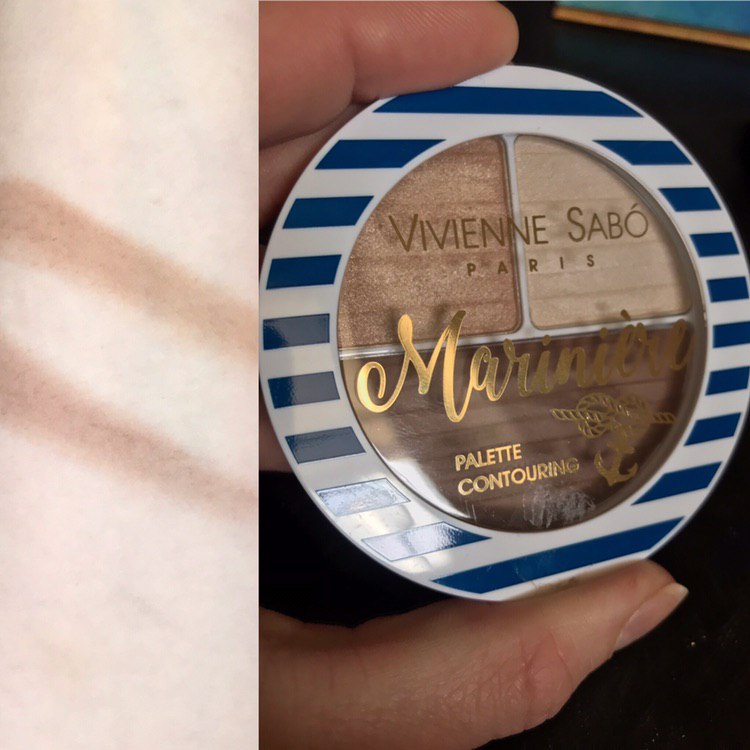 VIVIENNE SABÓ
PARIS
Marinière
PALETTE
CONTOURING